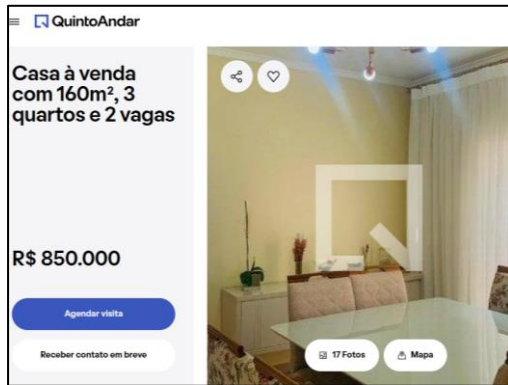 QuintoAndar
Casa à venda
com 160m², 3
quartos e 2 vagas
R$ 850.000
Agendar visita
Receber contato em breve
17 Fotos
Mapa